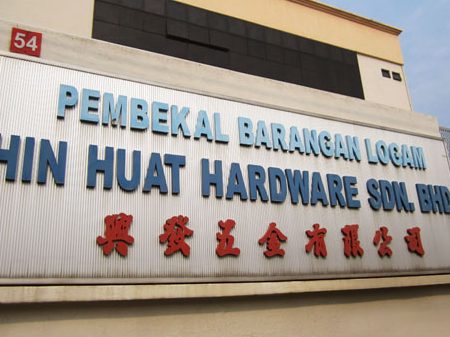 54
PEMBEKAL BARANGAN LOGAM
HIN HUAT HARDWARE SDN. BHD
興發五金有限公司